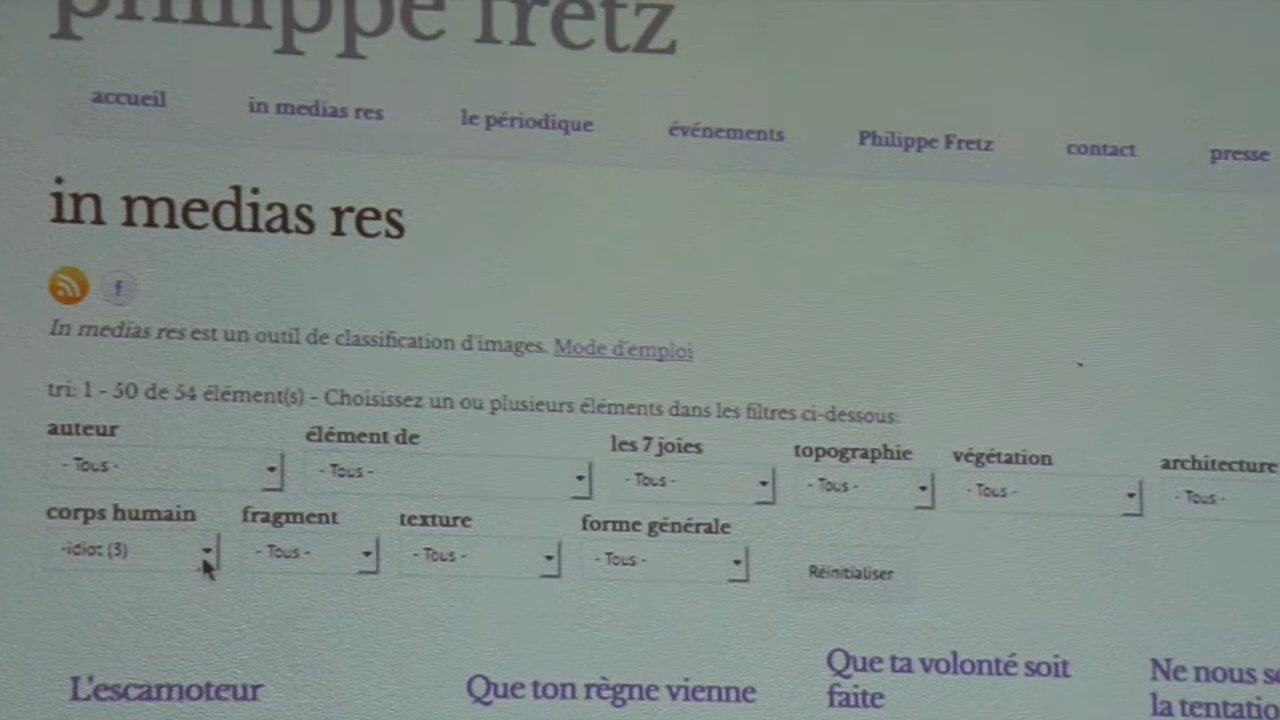 philippe fretz
accueil in medias res le périodique événements Philippe Fretz contact presse
in medias res
f
In medias res est un outil de classification d'images. Mode d'emploi
tri: 1 - 50 de 54 élément(s) - Choisissez un ou plusieurs éléments dans les filtres ci-dessous:
auteur élément de les 7 joies topographie végétation architecture
- Tous - - Tous - - Tous - - Tous - - Tous - - Tous -
corps humain fragment texture forme générale
-idiot (3) - Tous - - Tous - - Tous - Réinitialiser
L'escamoteur Que ton règne vienne Que ta volonté soit faite Ne nous
la